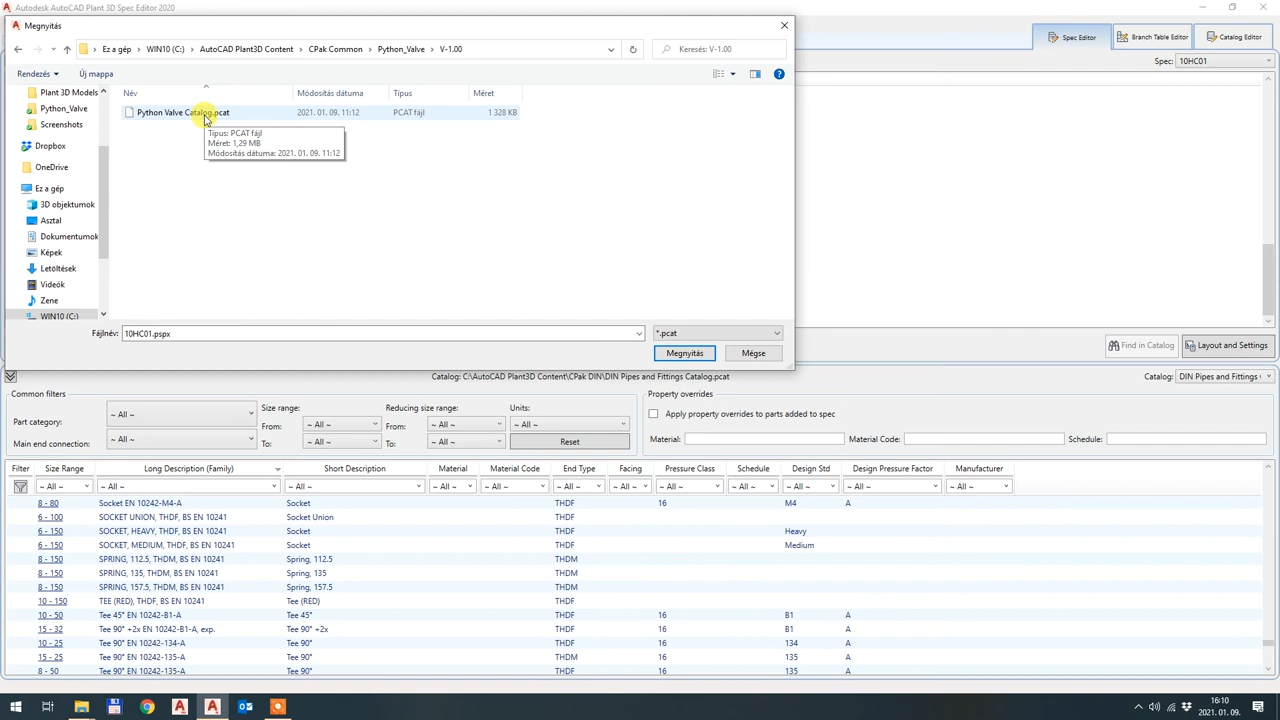 Autodesk AutoCAD Plant 3D Spec Editor 2020
Megnyitás
Ez a gép > WIN10 (C:) > AutoCAD Plant3D Content > CPak Common > Python_Valve > V-1.00
Keresés: V-1.00
Rendezés
Új mappa
Név
Módosítás dátuma
Típus
Méret
Plant 3D Models
Python_Valve
Screenshots
Dropbox
OneDrive
Ez a gép
3D objektumok
Asztal
Dokumentumok
Képek
Letöltések
Videók
Zene
WIN10 (C:)
Python Valve Catalog.pcat 2021. 01. 09. 11:12 PCAT fájl 1 328 KB
Típus: PCAT fájl
Méret: 1,29 MB
Módosítás dátuma: 2021. 01. 09. 11:12
Fájlnév: 10HC01.pspx
*.pcat
Megnyitás
Mégse
Spec Editor
Branch Table Editor
Catalog Editor
Spec: 10HC01
Find in Catalog
Layout and Settings
Catalog: C:\AutoCAD Plant3D Content\CPak DIN\DIN Pipes and Fittings Catalog.pcat
Catalog: DIN Pipes and Fittings
Common filters
Part category: ~ All ~
Main end connection: ~ All ~
Size range:
From: ~ All ~
To: ~ All ~
Reducing size range:
From: ~ All ~
To: ~ All ~
Units:
~ All ~
Reset
Property overrides
Apply property overrides to parts added to spec
Material:
Material Code:
Schedule:
Filter Size Range Long Description (Family) Short Description Material Material Code End Type Facing Pressure Class Schedule Design Std Design Pressure Factor Manufacturer
~ All ~ ~ All ~ ~ All ~ ~ All ~ ~ All ~ ~ All ~ ~ All ~ ~ All ~ ~ All ~ ~ All ~ ~ All ~ ~ All ~
8 - 80 Socket EN 10242-M4-A Socket THDF 16 M4 A
6 - 100 SOCKET UNION, THDF, BS EN 10241 Socket Union THDF
6 - 150 SOCKET, HEAVY, THDF, BS EN 10241 Socket THDF Heavy
6 - 150 SOCKET, MEDIUM, THDF, BS EN 10241 Socket THDF Medium
8 - 150 SPRING, 112.5, THDM, BS EN 10241 Spring, 112.5 THDM
8 - 150 SPRING, 135, THDM, BS EN 10241 Spring, 135 THDM
8 - 150 SPRING, 157.5, THDM, BS EN 10241 Spring, 157.5 THDM
10 - 150 TEE (RED), THDF, BS EN 10241 Tee (RED) THDF
10 - 50 Tee 45° EN 10242-B1-A Tee 45° THDF 16 B1 A
15 - 32 Tee 90° +2x EN 10242-B1-A, exp. Tee 90° +2x THDF 16 B1 A
10 - 25 Tee 90° EN 10242-134-A Tee 90° THDF 16 134 A
15 - 25 Tee 90° EN 10242-135-A Tee 90° THDM 16 135 A
8 - 50 Tee 90° EN 10242-135-A Tee 90° THDF 16 135 A
16:10
2021. 01. 09.